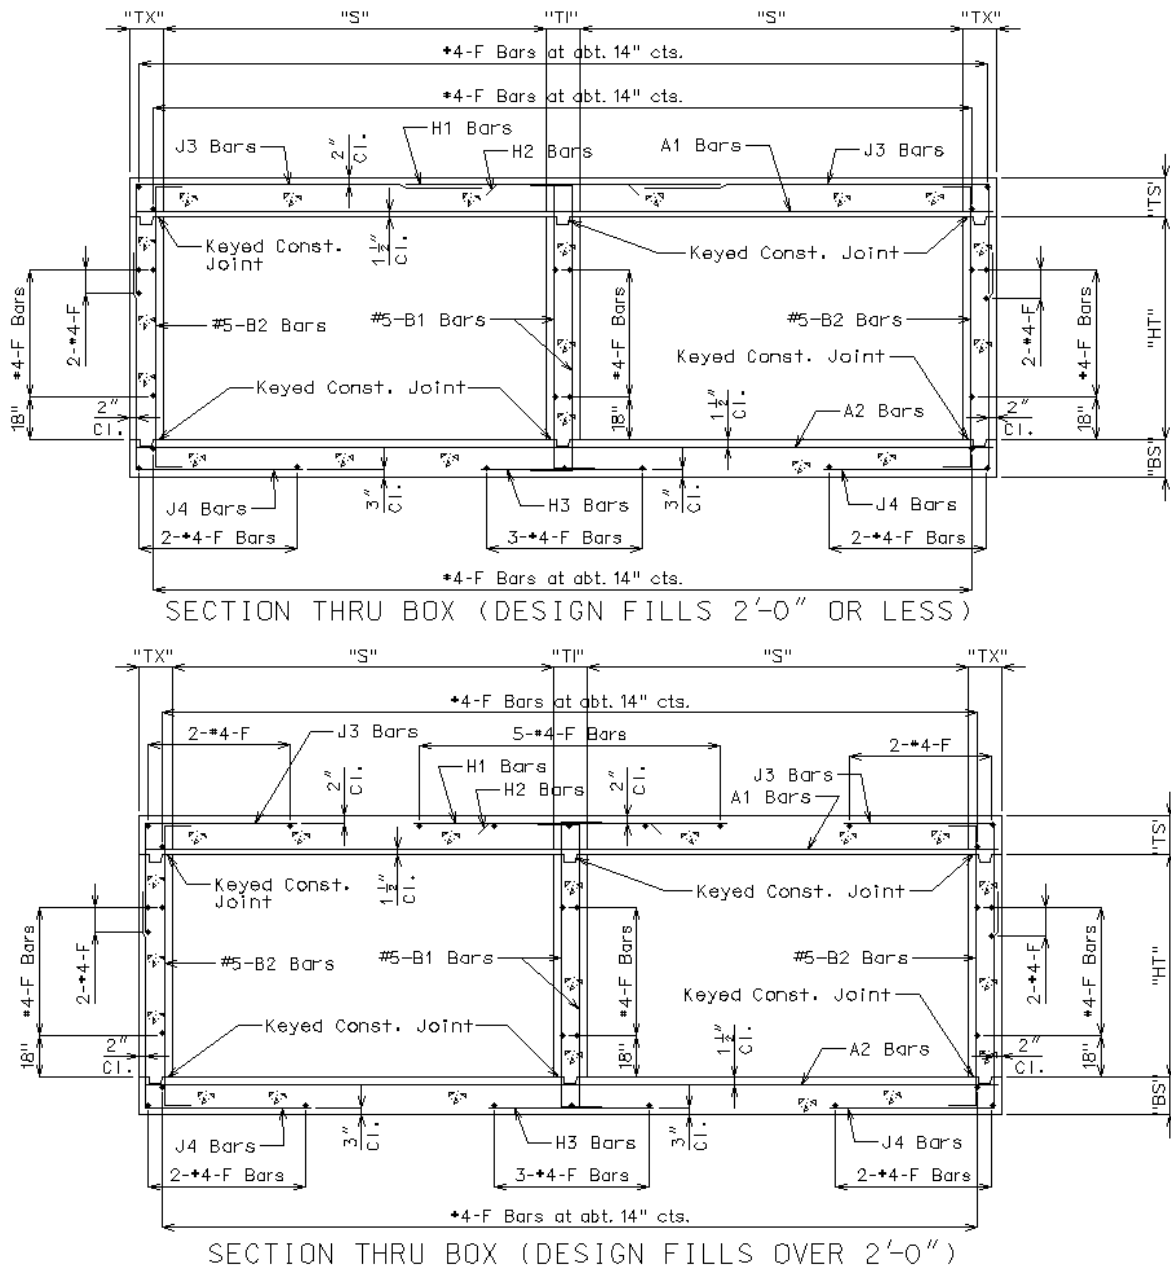 "TX" "S" "TI" "S" "TX"
#4-F Bars at abt. 14" cts.
#4-F Bars at abt. 14" cts.
J3 Bars
2" Cl.
H1 Bars
H2 Bars
A1 Bars
J3 Bars
"TS"
Keyed Const. Joint
1 1/2" Cl.
Keyed Const. Joint
#4-F Bars
2-#4-F
#5-B2 Bars
#5-B1 Bars
#4-F Bars
#5-B2 Bars
2-#4-F
#4-F Bars
"HT"
Keyed Const. Joint
Keyed Const. Joint
18"
2" Cl.
18"
1 1/2" Cl.
A2 Bars
2" Cl.
18"
"BS"
J4 Bars
3" Cl.
H3 Bars
3" Cl.
J4 Bars
2-#4-F Bars
3-#4-F Bars
2-#4-F Bars
#4-F Bars at abt. 14" cts.
SECTION THRU BOX (DESIGN FILLS 2'-0" OR LESS)
"TX" "S" "TI" "S" "TX"
#4-F Bars at abt. 14" cts.
2-#4-F
J3 Bars
5-#4-F Bars
2-#4-F
2" Cl.
H1 Bars
H2 Bars
2" Cl.
J3 Bars
A1 Bars
"TS"
Keyed Const. Joint
1 1/2" Cl.
Keyed Const. Joint
#4-F Bars
2-#4-F
#5-B2 Bars
#5-B1 Bars
#4-F Bars
#5-B2 Bars
2-#4-F
#4-F Bars
"HT"
Keyed Const. Joint
Keyed Const. Joint
18"
2" Cl.
18"
1 1/2" Cl.
A2 Bars
2" Cl.
18"
"BS"
J4 Bars
3" Cl.
H3 Bars
3" Cl.
J4 Bars
2-#4-F Bars
3-#4-F Bars
2-#4-F Bars
#4-F Bars at abt. 14" cts.
SECTION THRU BOX (DESIGN FILLS OVER 2'-0")